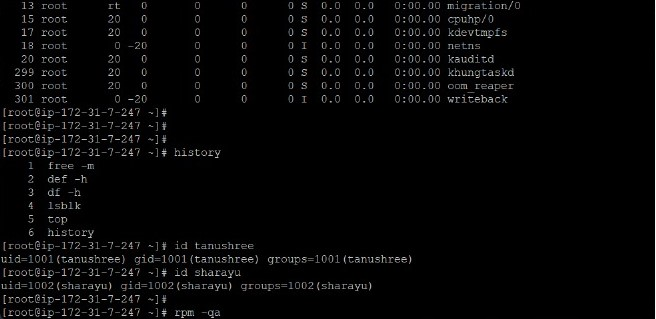 13 root rt 0 0 0 0 S 0.0 0.0 0:00.00 migration/0
15 root 20 0 0 0 0 S 0.0 0.0 0:00.00 cpuhp/0
17 root 20 0 0 0 0 S 0.0 0.0 0:00.00 kdevtmpfs
18 root 0 -20 0 0 0 I 0.0 0.0 0:00.00 netns
20 root 20 0 0 0 0 S 0.0 0.0 0:00.00 kauditd
299 root 20 0 0 0 0 S 0.0 0.0 0:00.00 khungtaskd
300 root 20 0 0 0 0 S 0.0 0.0 0:00.00 oom_reaper
301 root 0 -20 0 0 0 I 0.0 0.0 0:00.00 writeback
[root@ip-172-31-7-247 ~]#
[root@ip-172-31-7-247 ~]#
[root@ip-172-31-7-247 ~]#
[root@ip-172-31-7-247 ~]# history
1 free -m
2 def -h
3 df -h
4 lsblk
5 top
6 history
[root@ip-172-31-7-247 ~]# id tanushree
uid=1001(tanushree) gid=1001(tanushree) groups=1001(tanushree)
[root@ip-172-31-7-247 ~]# id sharayu
uid=1002(sharayu) gid=1002(sharayu) groups=1002(sharayu)
[root@ip-172-31-7-247 ~]#
[root@ip-172-31-7-247 ~]# rpm -qa